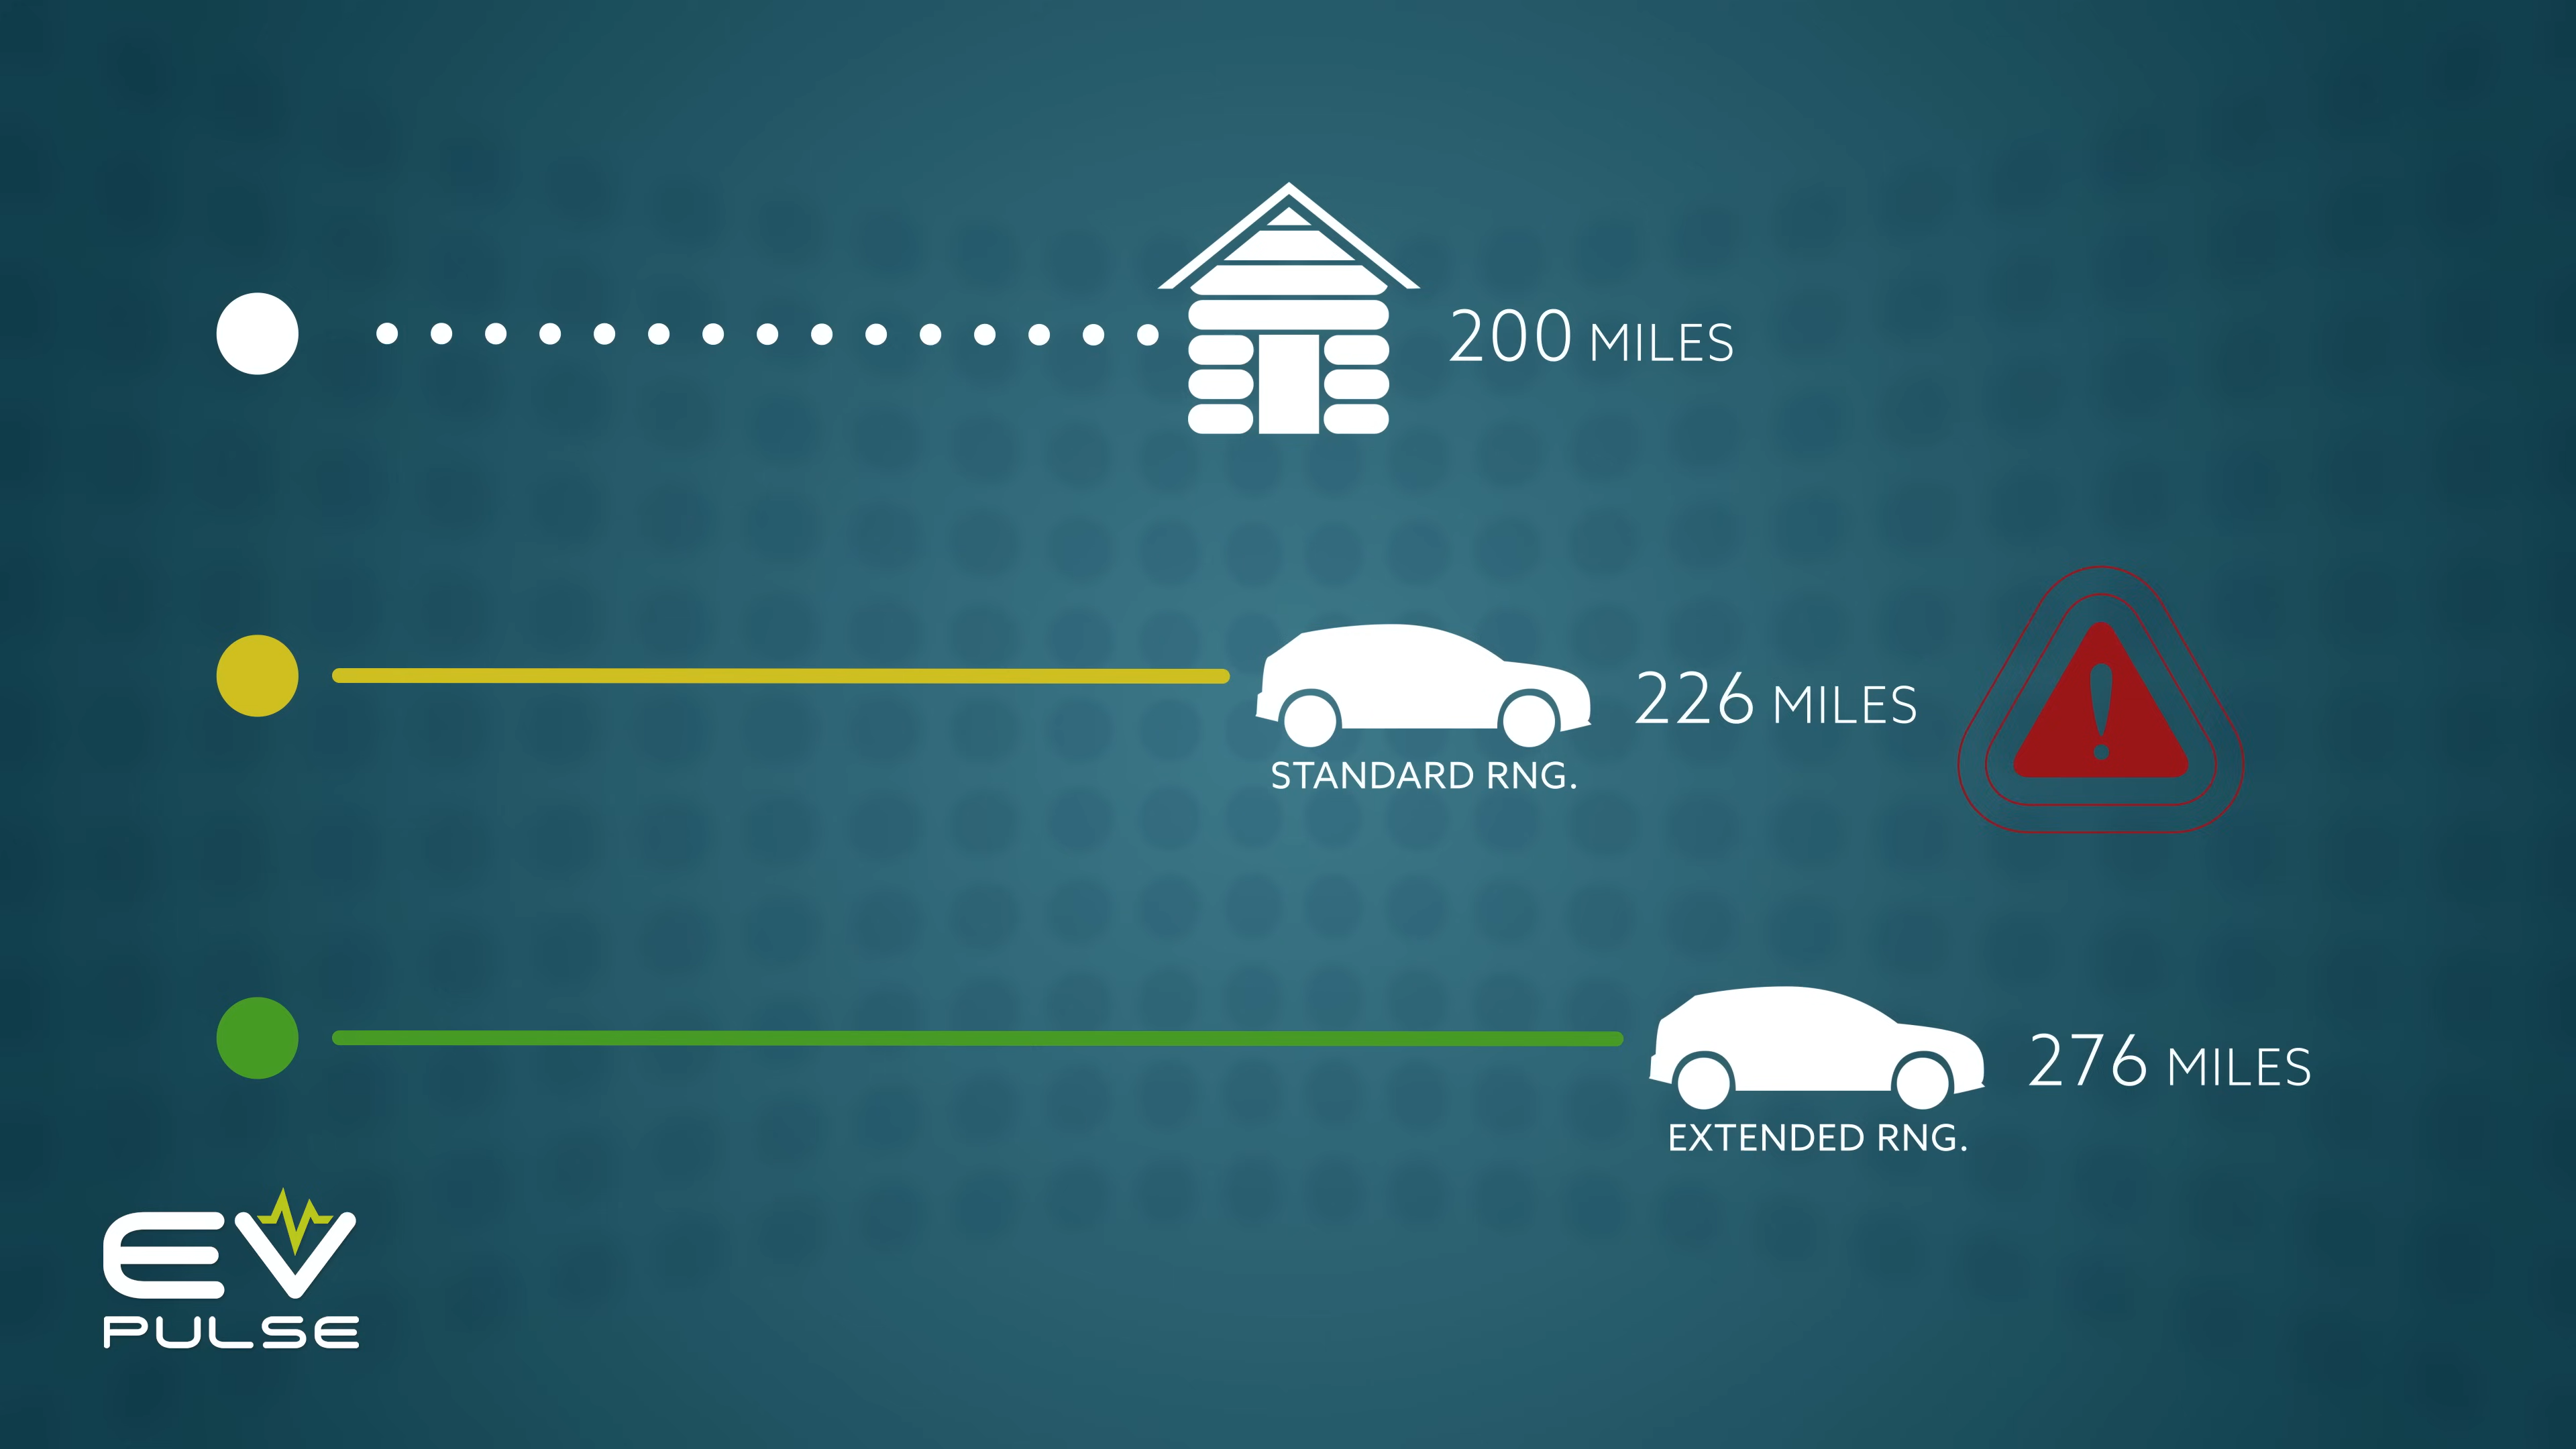 200 MILES
226 MILES
STANDARD RNG.
276 MILES
EXTENDED RNG.
EV
PULSE